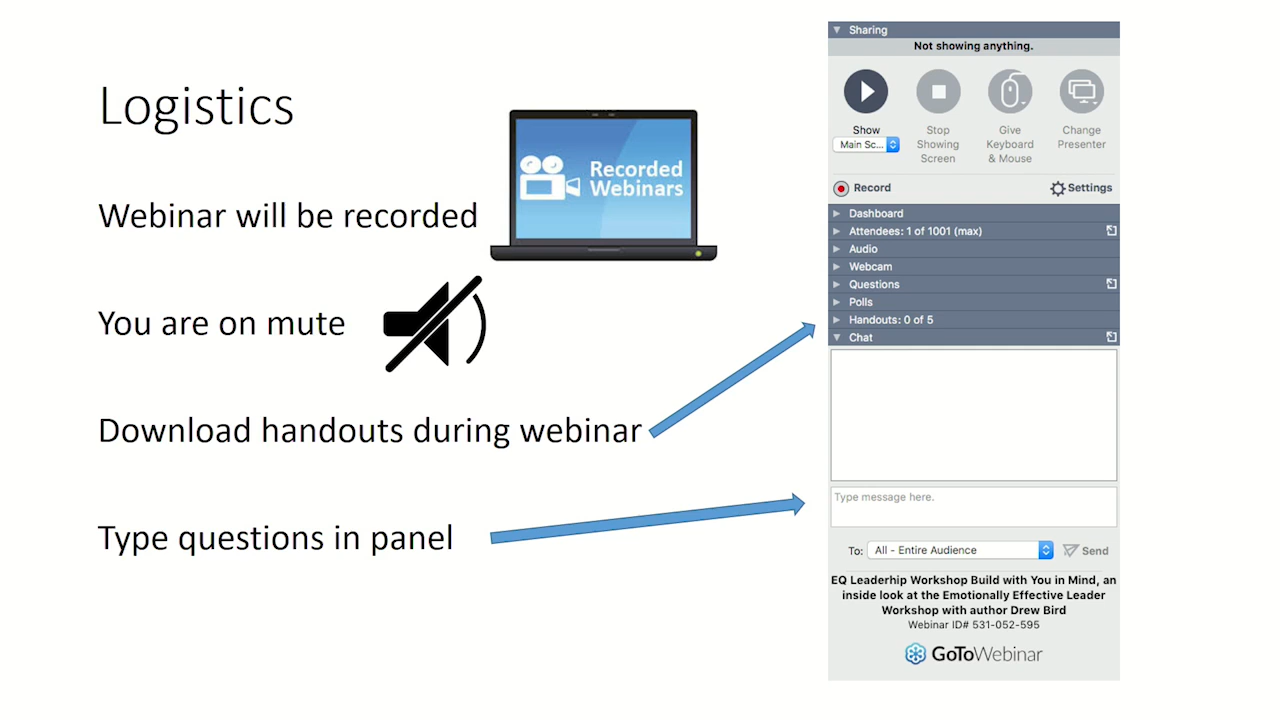 Logistics
Webinar will be recorded
Recorded
Webinars
You are on mute
Download handouts during webinar
Type questions in panel
Sharing
Not showing anything.
Show
Main Sc...
Stop
Showing
Screen
Give
Keyboard
& Mouse
Change
Presenter
Record
Settings
Dashboard
Attendees: 1 of 1001 (max)
Audio
Webcam
Questions
Polls
Handouts: 0 of 5
Chat
Type message here.
To: All - Entire Audience Send
EQ Leaderhip Workshop Build with You in Mind, an
inside look at the Emotionally Effective Leader
Workshop with author Drew Bird
Webinar ID# 531-052-595
GoToWebinar